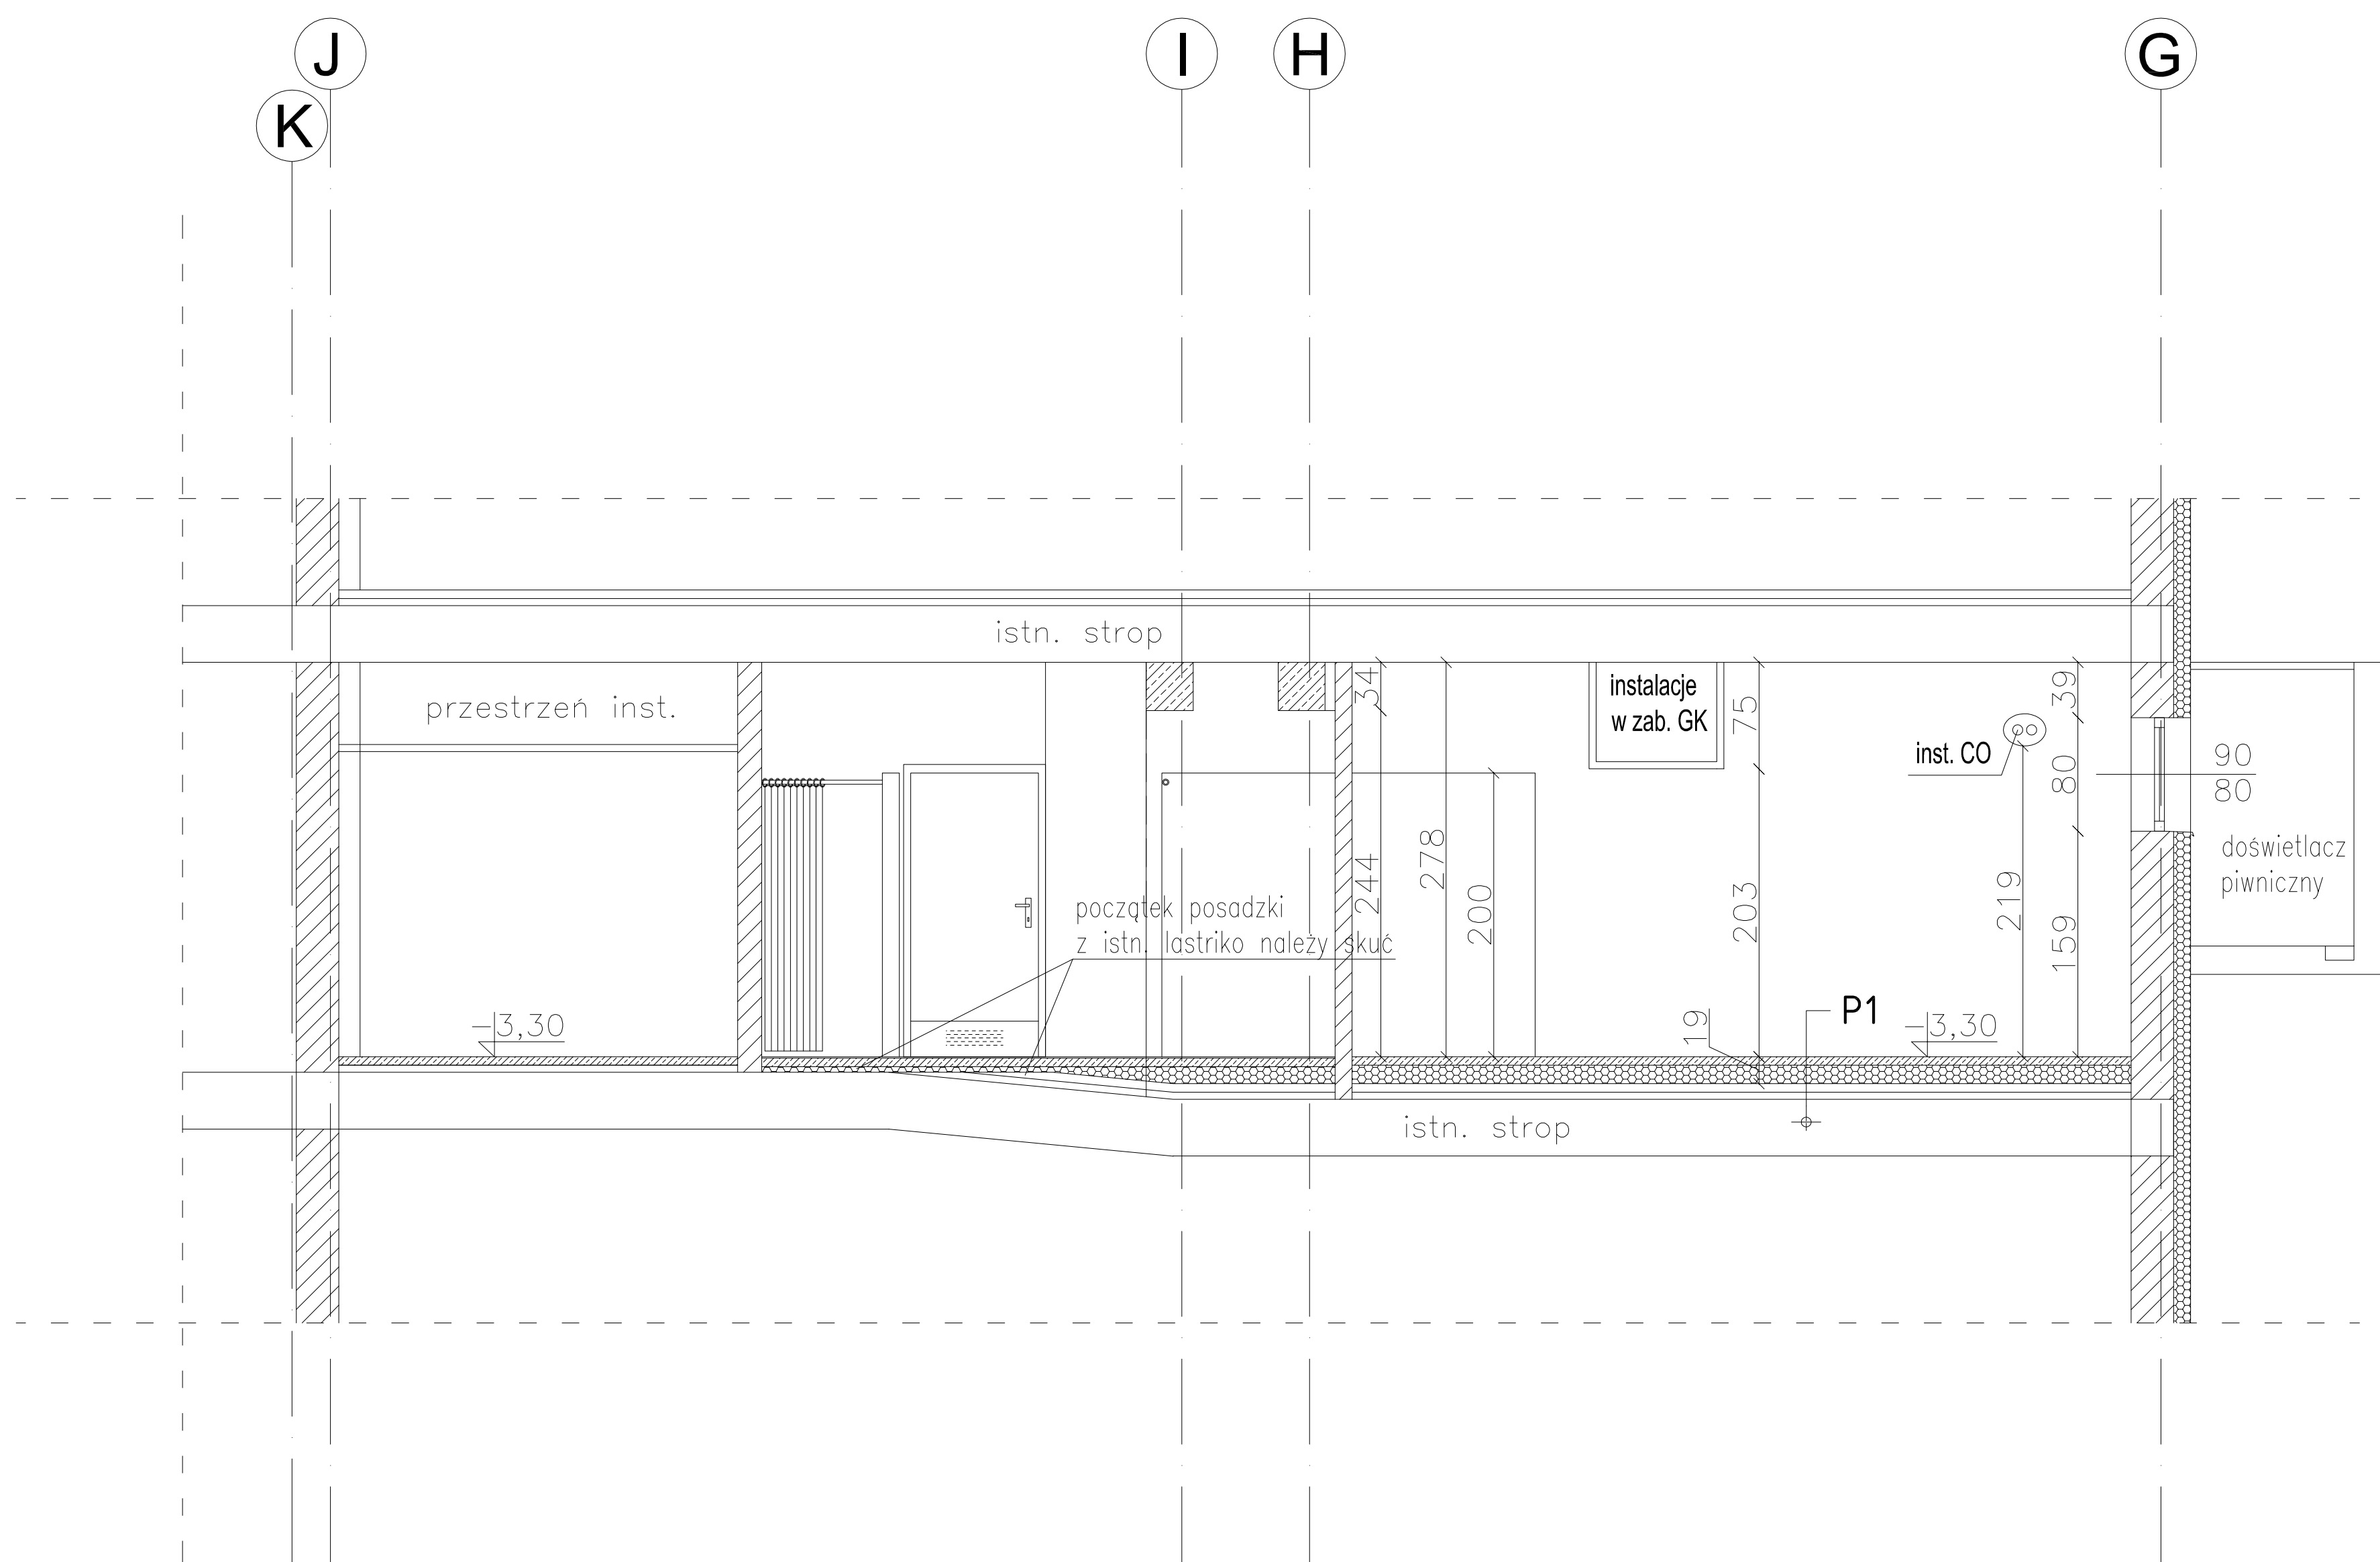 J
I
H
G
K
istn. strop
przestrzeń inst.
34
instalacje
w zab. GK
75
39
inst. CO
80
90
80
278
244
200
203
219
159
doświetlacz
piwniczny
początek posadzki
z istn. lastriko należy skuć
-3,30
19
P1
-3,30
istn. strop